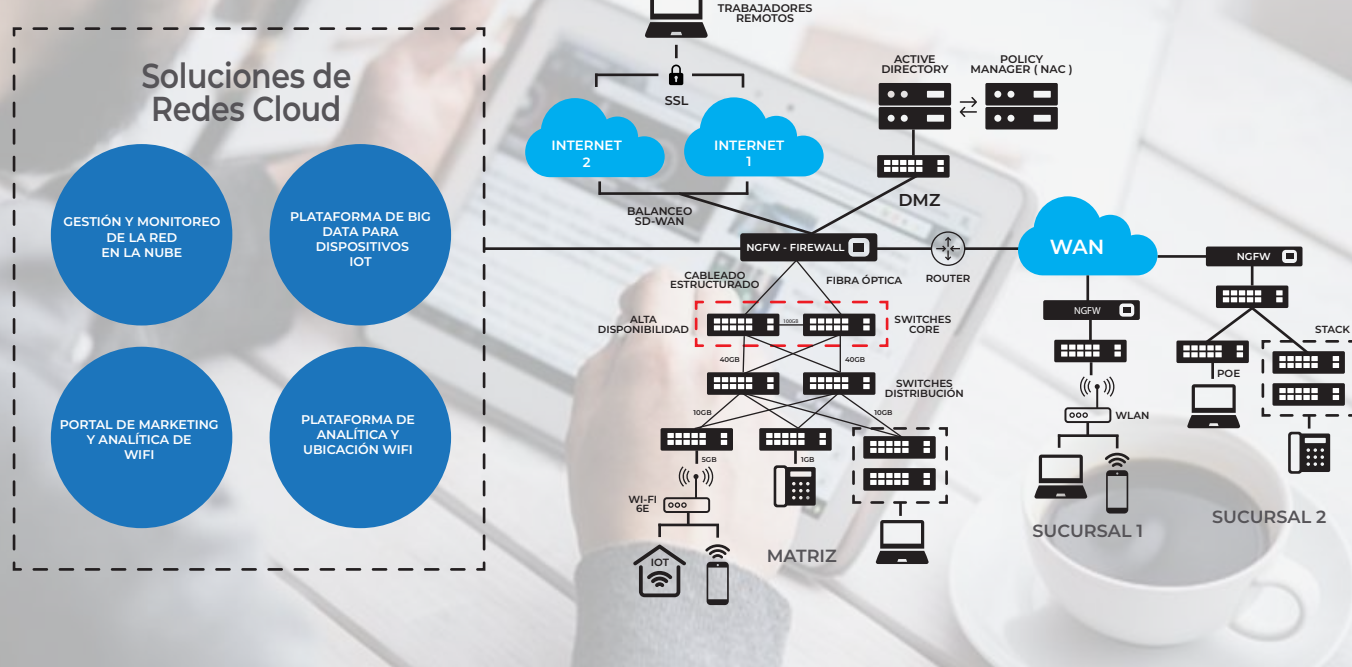 Soluciones de
Redes Cloud
GESTIÓN Y MONITOREO
DE LA RED
EN LA NUBE
PLATAFORMA DE BIG
DATA PARA
DISPOSITIVOS
IOT
PORTAL DE MARKETING
Y ANALÍTICA DE
WIFI
PLATAFORMA DE
ANALÍTICA Y
UBICACIÓN WIFI
TRABAJADORES
REMOTOS
SSL
INTERNET
2
INTERNET
1
BALANCEO
SD-WAN
ACTIVE
DIRECTORY
POLICY
MANAGER ( NAC )
DMZ
NGFW - FIREWALL
ROUTER
CABLEADO
ESTRUCTURADO
FIBRA ÓPTICA
ALTA
DISPONIBILIDAD
100GB
SWITCHES
CORE
40GB
40GB
SWITCHES
DISTRIBUCIÓN
10GB
10GB
5GB
1GB
WI-FI
6E
IOT
MATRIZ
WAN
NGFW
WLAN
SUCURSAL 1
NGFW
STACK
POE
SUCURSAL 2